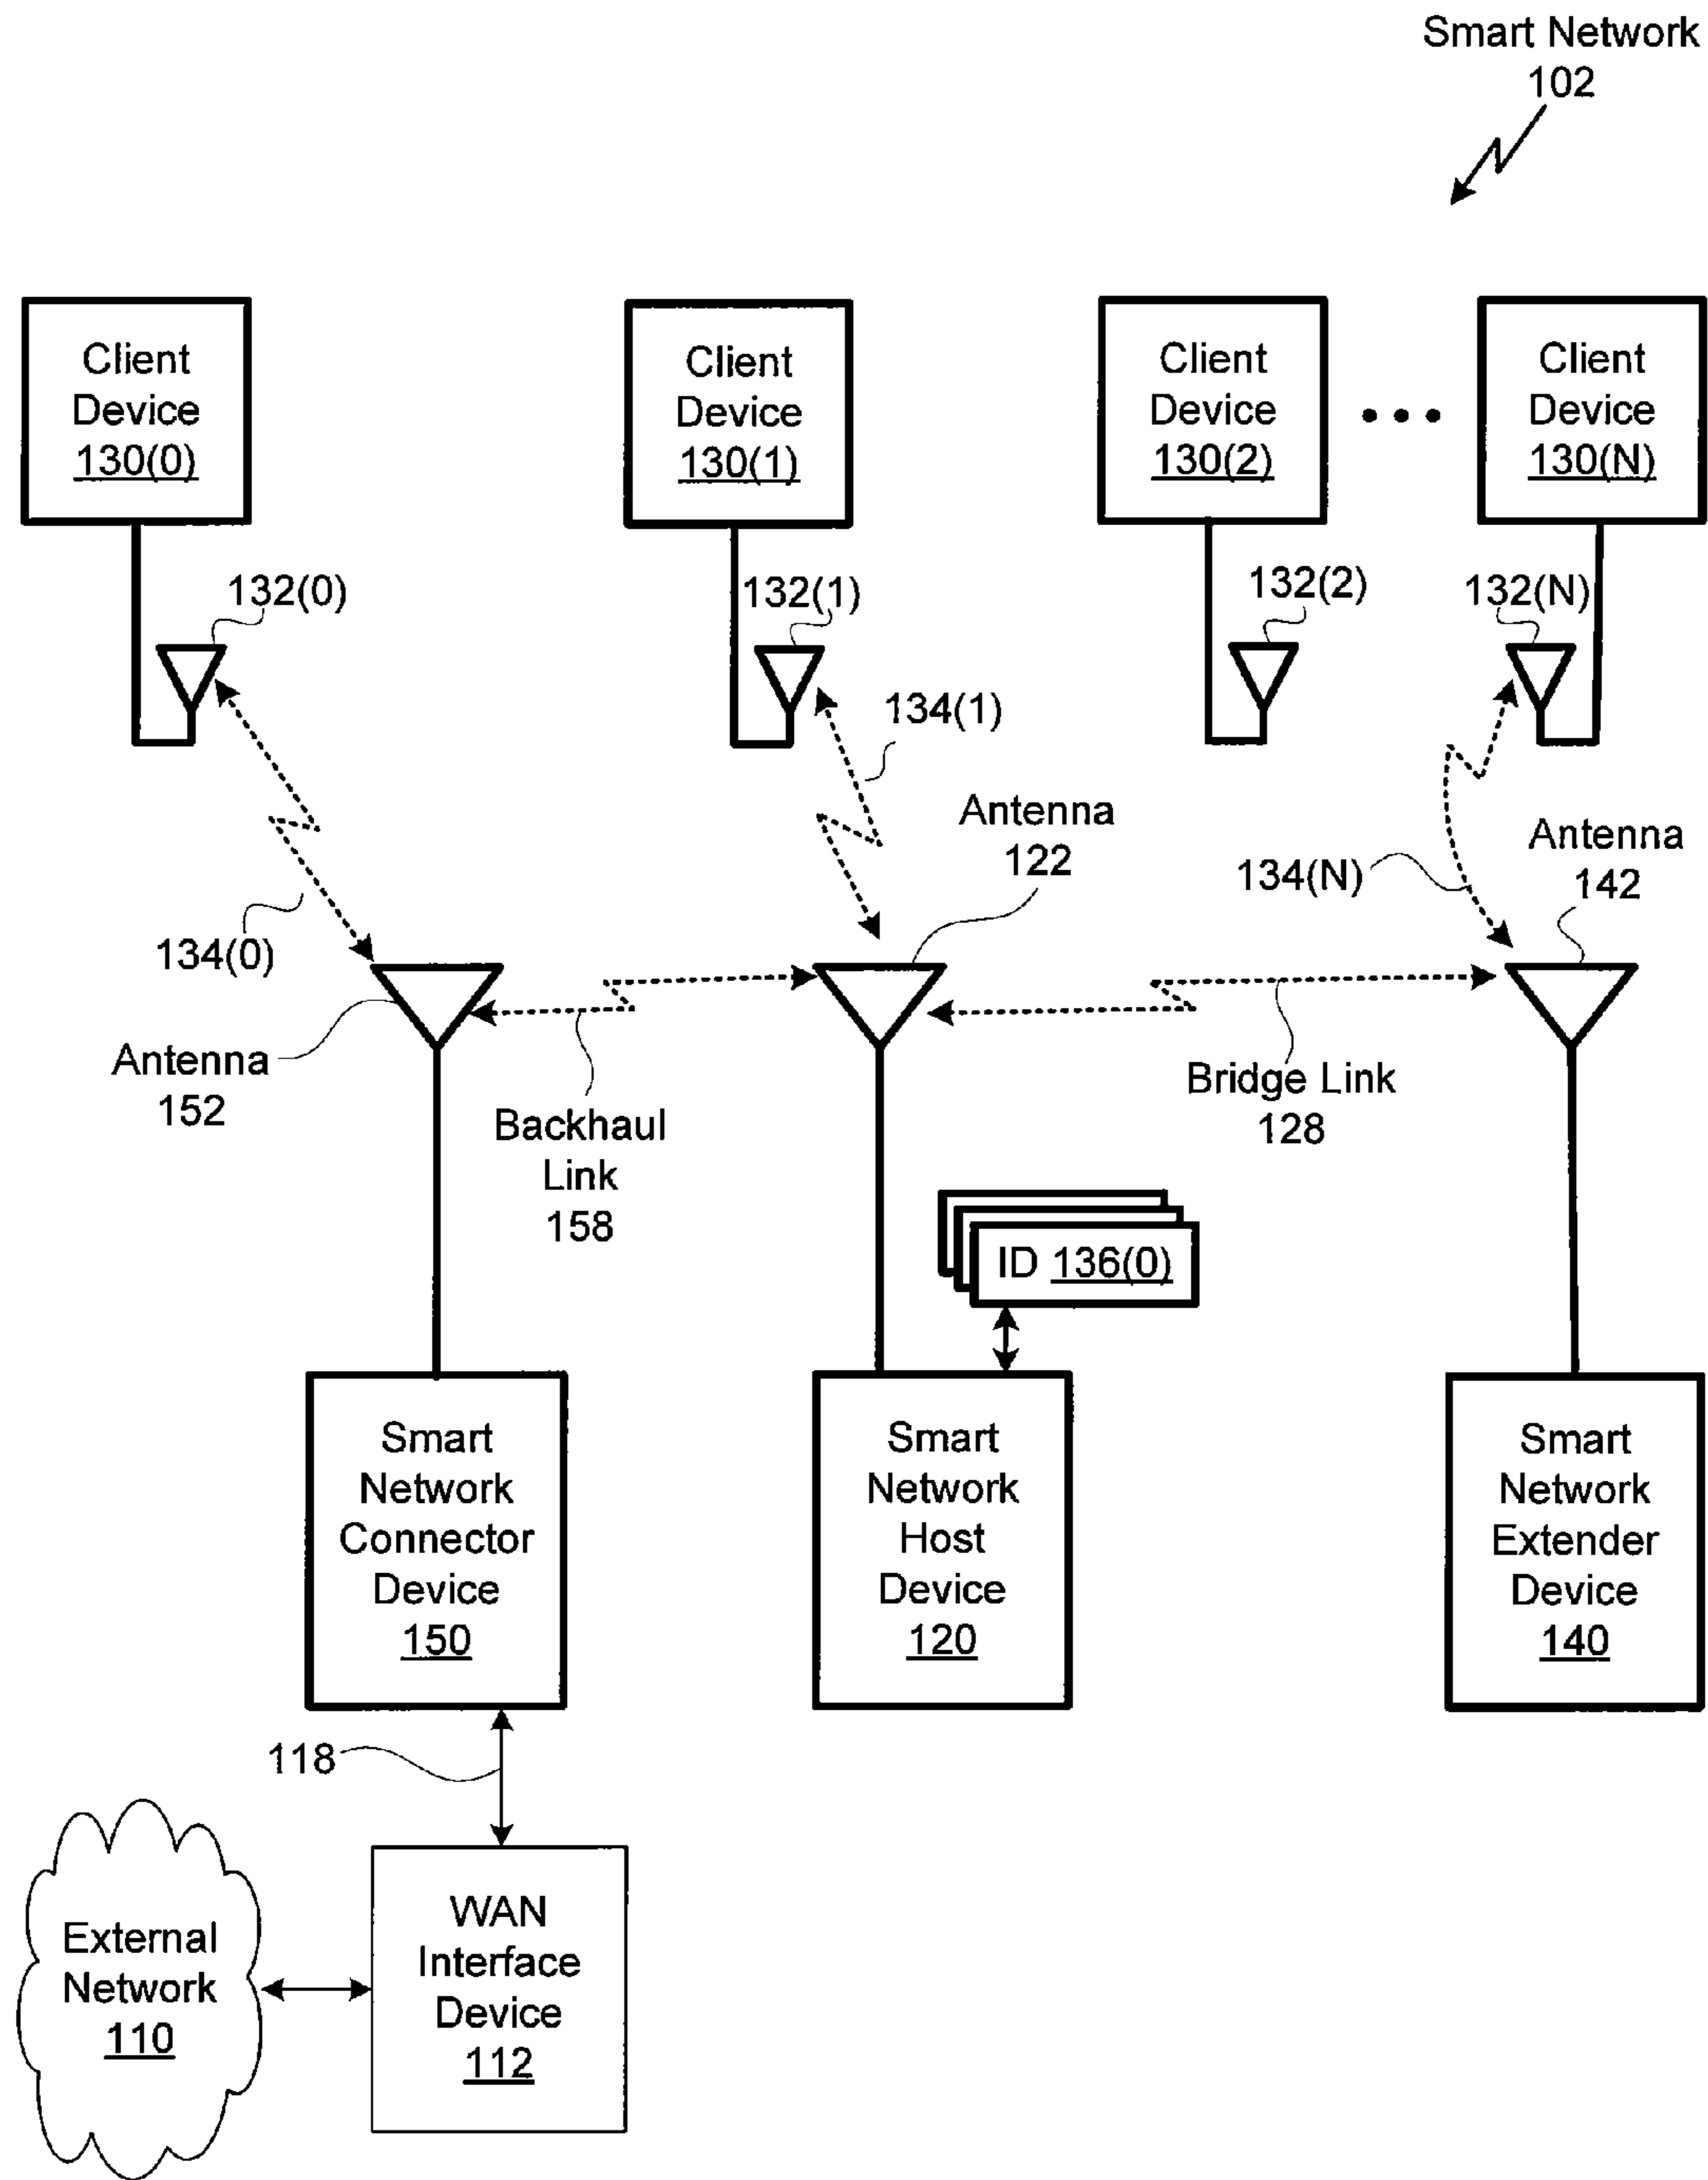 Smart Network
102
Client
Device
130(0)
Client
Device
130(1)
Client
Device
130(2)
Client
Device
130(N)
132(0)
132(1)
132(2)
132(N)
134(1)
Antenna
122
Antenna
142
134(N)
134(0)
Antenna
152
Backhaul
Link
158
Bridge Link
128
ID 136(0)
Smart
Network
Connector
Device
150
Smart
Network
Host
Device
120
Smart
Network
Extender
Device
140
118
External
Network
110
WAN
Interface
Device
112